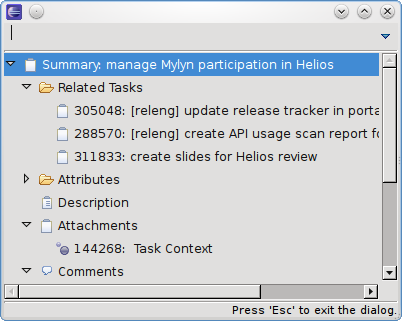 Summary: manage Mylyn participation in Helios
Related Tasks
305048: [releng] update release tracker in porta
288570: [releng] create API usage scan report fo
311833: create slides for Helios review
Attributes
Description
Attachments
144268: Task Context
Comments
Press 'Esc' to exit the dialog.